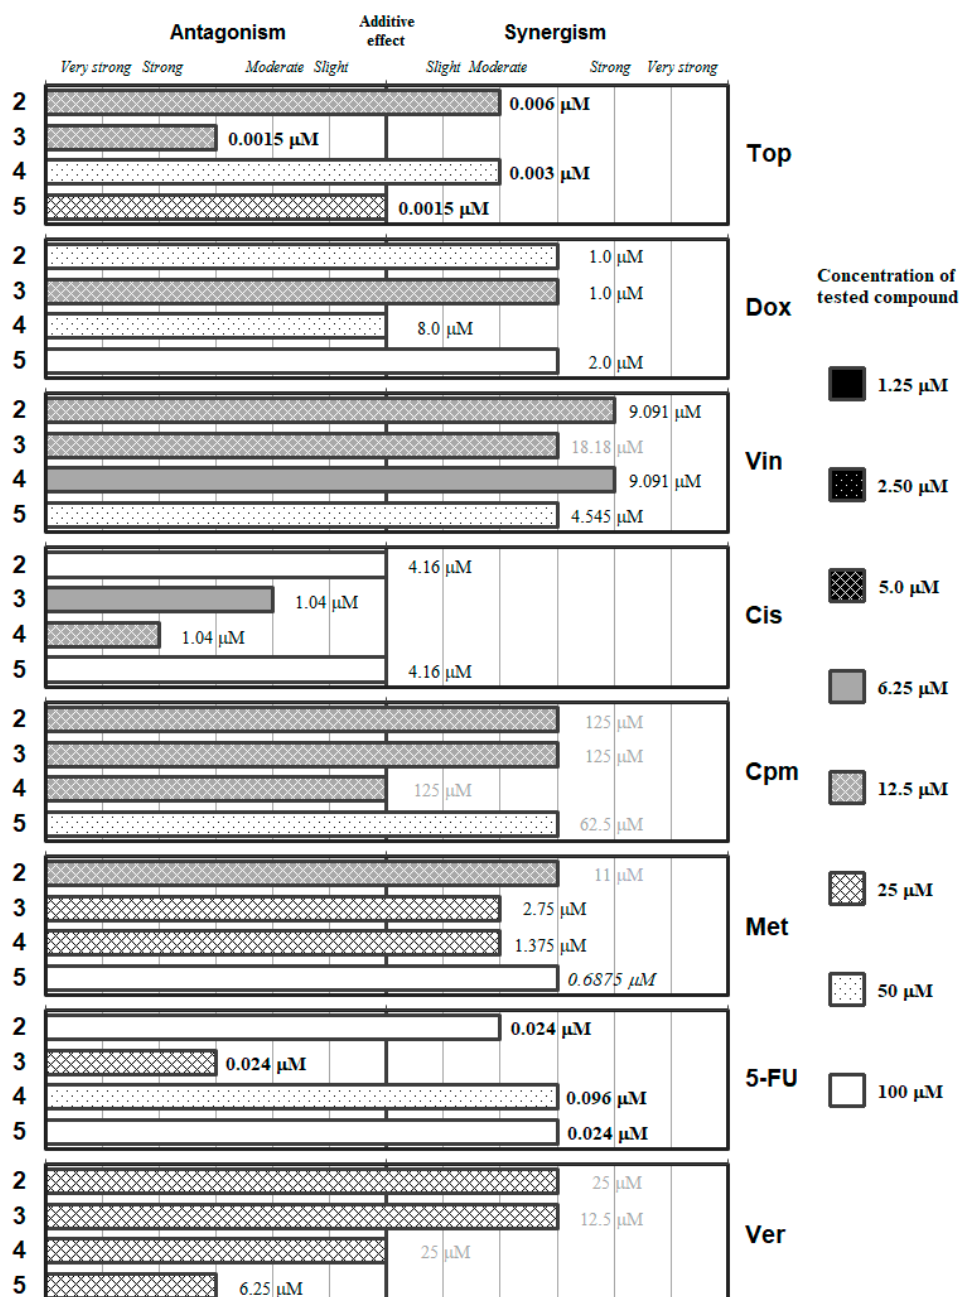 Antagonism
Additive
effect
Synergism
Very strong Strong Moderate Slight Slight Moderate Strong Very strong
2 0.006 µM
3 0.0015 µM
4 0.003 µM
5 0.0015 µM
Top
2 1.0 µM
3 1.0 µM
4 8.0 µM
5 2.0 µM
Dox
2 9.091 µM
3 18.18 µM
4 9.091 µM
5 4.545 µM
Vin
2 4.16 µM
3 1.04 µM
4 1.04 µM
5 4.16 µM
Cis
2 125 µM
3 125 µM
4 125 µM
5 62.5 µM
Cpm
2 11 µM
3 2.75 µM
4 1.375 µM
5 0.6875 µM
Met
2 0.024 µM
3 0.024 µM
4 0.096 µM
5 0.024 µM
5-FU
2 25 µM
3 12.5 µM
4 25 µM
5 6.25 µM
Ver
Concentration of
tested compound
1.25 µM
2.50 µM
5.0 µM
6.25 µM
12.5 µM
25 µM
50 µM
100 µM